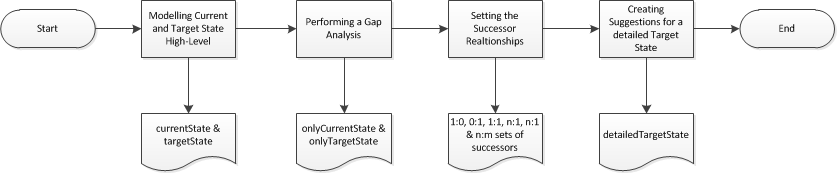 Start
Modelling Current
and Target State
High-Level
Performing a Gap
Analysis
Setting the
Successor
Realtionships
Creating
Suggestions for a
detailed Target
State
End
currentState &
targetState
onlyCurrentState &
onlyTargetState
1:0, 0:1, 1:1, n:1, n:1
& n:m sets of
successors
detailedTargetState